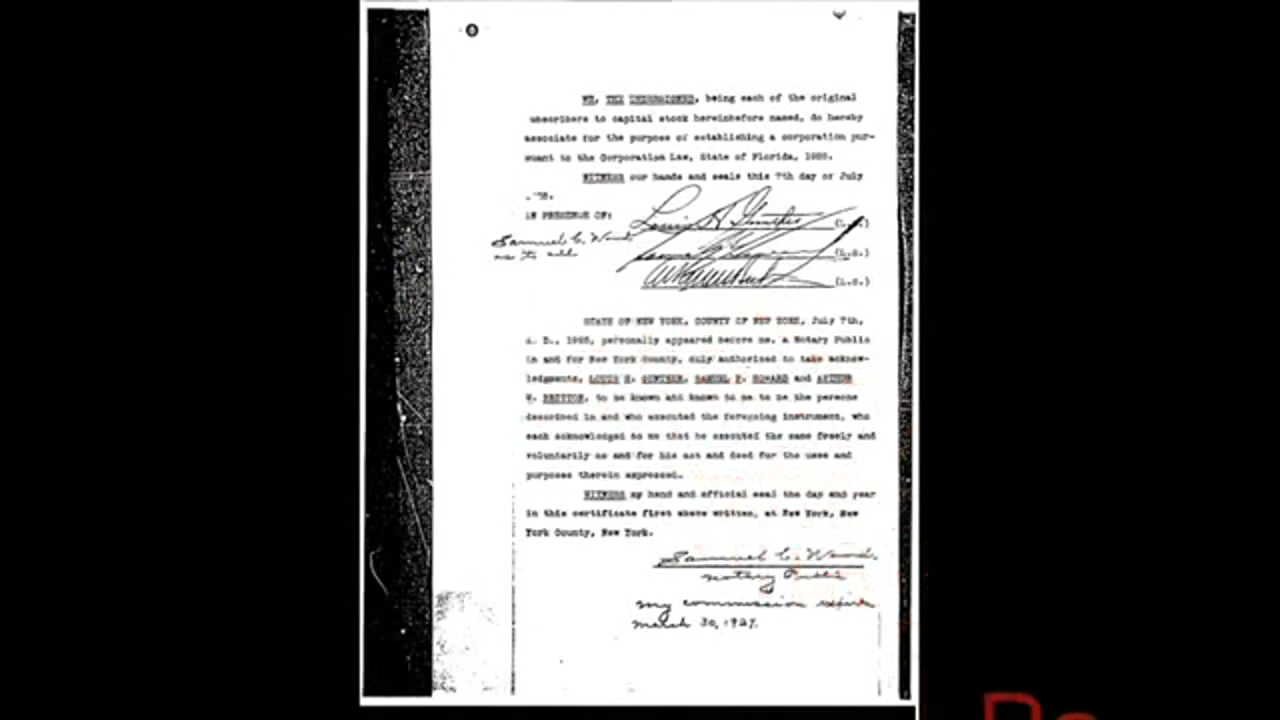 WE, THE UNDERSIGNED, being each of the original
ubscribers to capital stock hereinbefore named, do hereby
associate for the purpose of establishing a corporation pur-
suant to the Corporation Law, State of Florida, 1925.
WITNESS our hands and seals this 7th day of July
IN PRESENCE OF:
Samuel C. Wood
as to all
(L.S.)
(L.S.)
(L.S.)
STATE OF NEW YORK, COUNTY OF NEW YORK, July 7th,
A. D., 1925, personally appeared before me, a Notary Public
in and for New York County, duly authorized to take acknow-
ledgments, LOUIS H. GUNTHER, SAMUEL P. HOWARD and ARTHUR
W. BRITTON, to be known and known to me to be the persons
described in and who executed the foregoing instrument, who
each acknowledged to me that he executed the same freely and
voluntarily as and for his act and deed for the uses and
purposes therein expressed.
WITNESS my hand and official seal the day and year
in this certificate first above written, at New York, New
York County, New York.
Samuel C. Wood.
Notary Public
My commission expires
March 30, 1927.